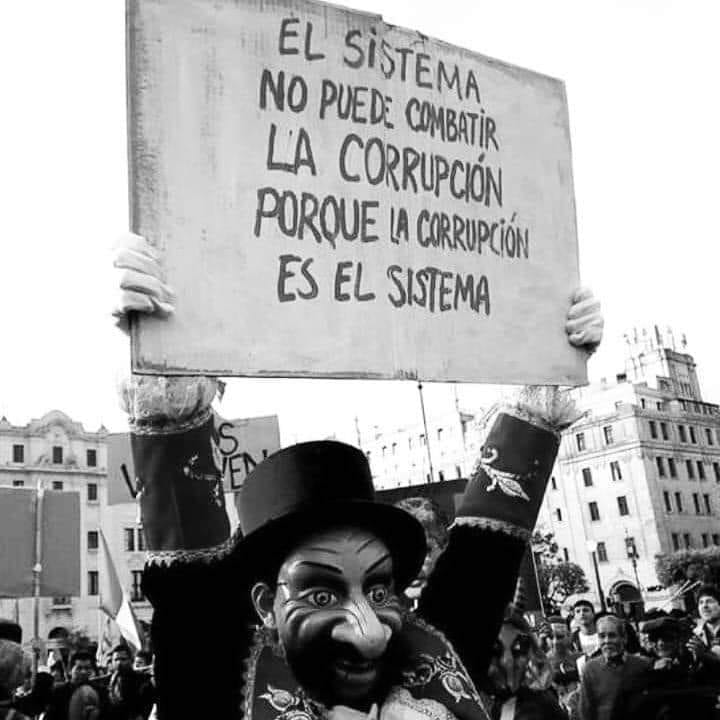 EL SISTEMA
NO PUEDE COMBATIR
LA CORRUPCIÓN
PORQUE LA CORRUPCIÓN
ES EL SISTEMA